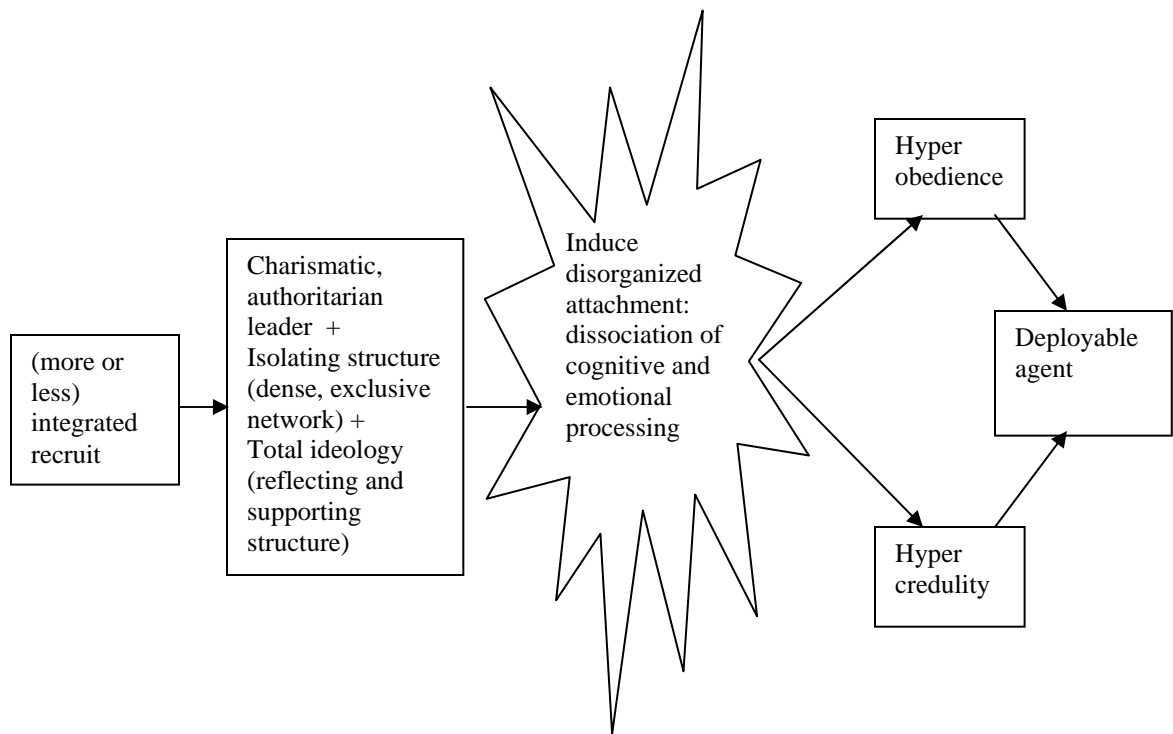 (more or
less)
integrated
recruit
Charismatic,
authoritarian
leader +
Isolating structure
(dense, exclusive
network) +
Total ideology
(reflecting and
supporting
structure)
Induce
disorganized
attachment:
dissociation of
cognitive and
emotional
processing
Hyper
obedience
Hyper
credulity
Deployable
agent